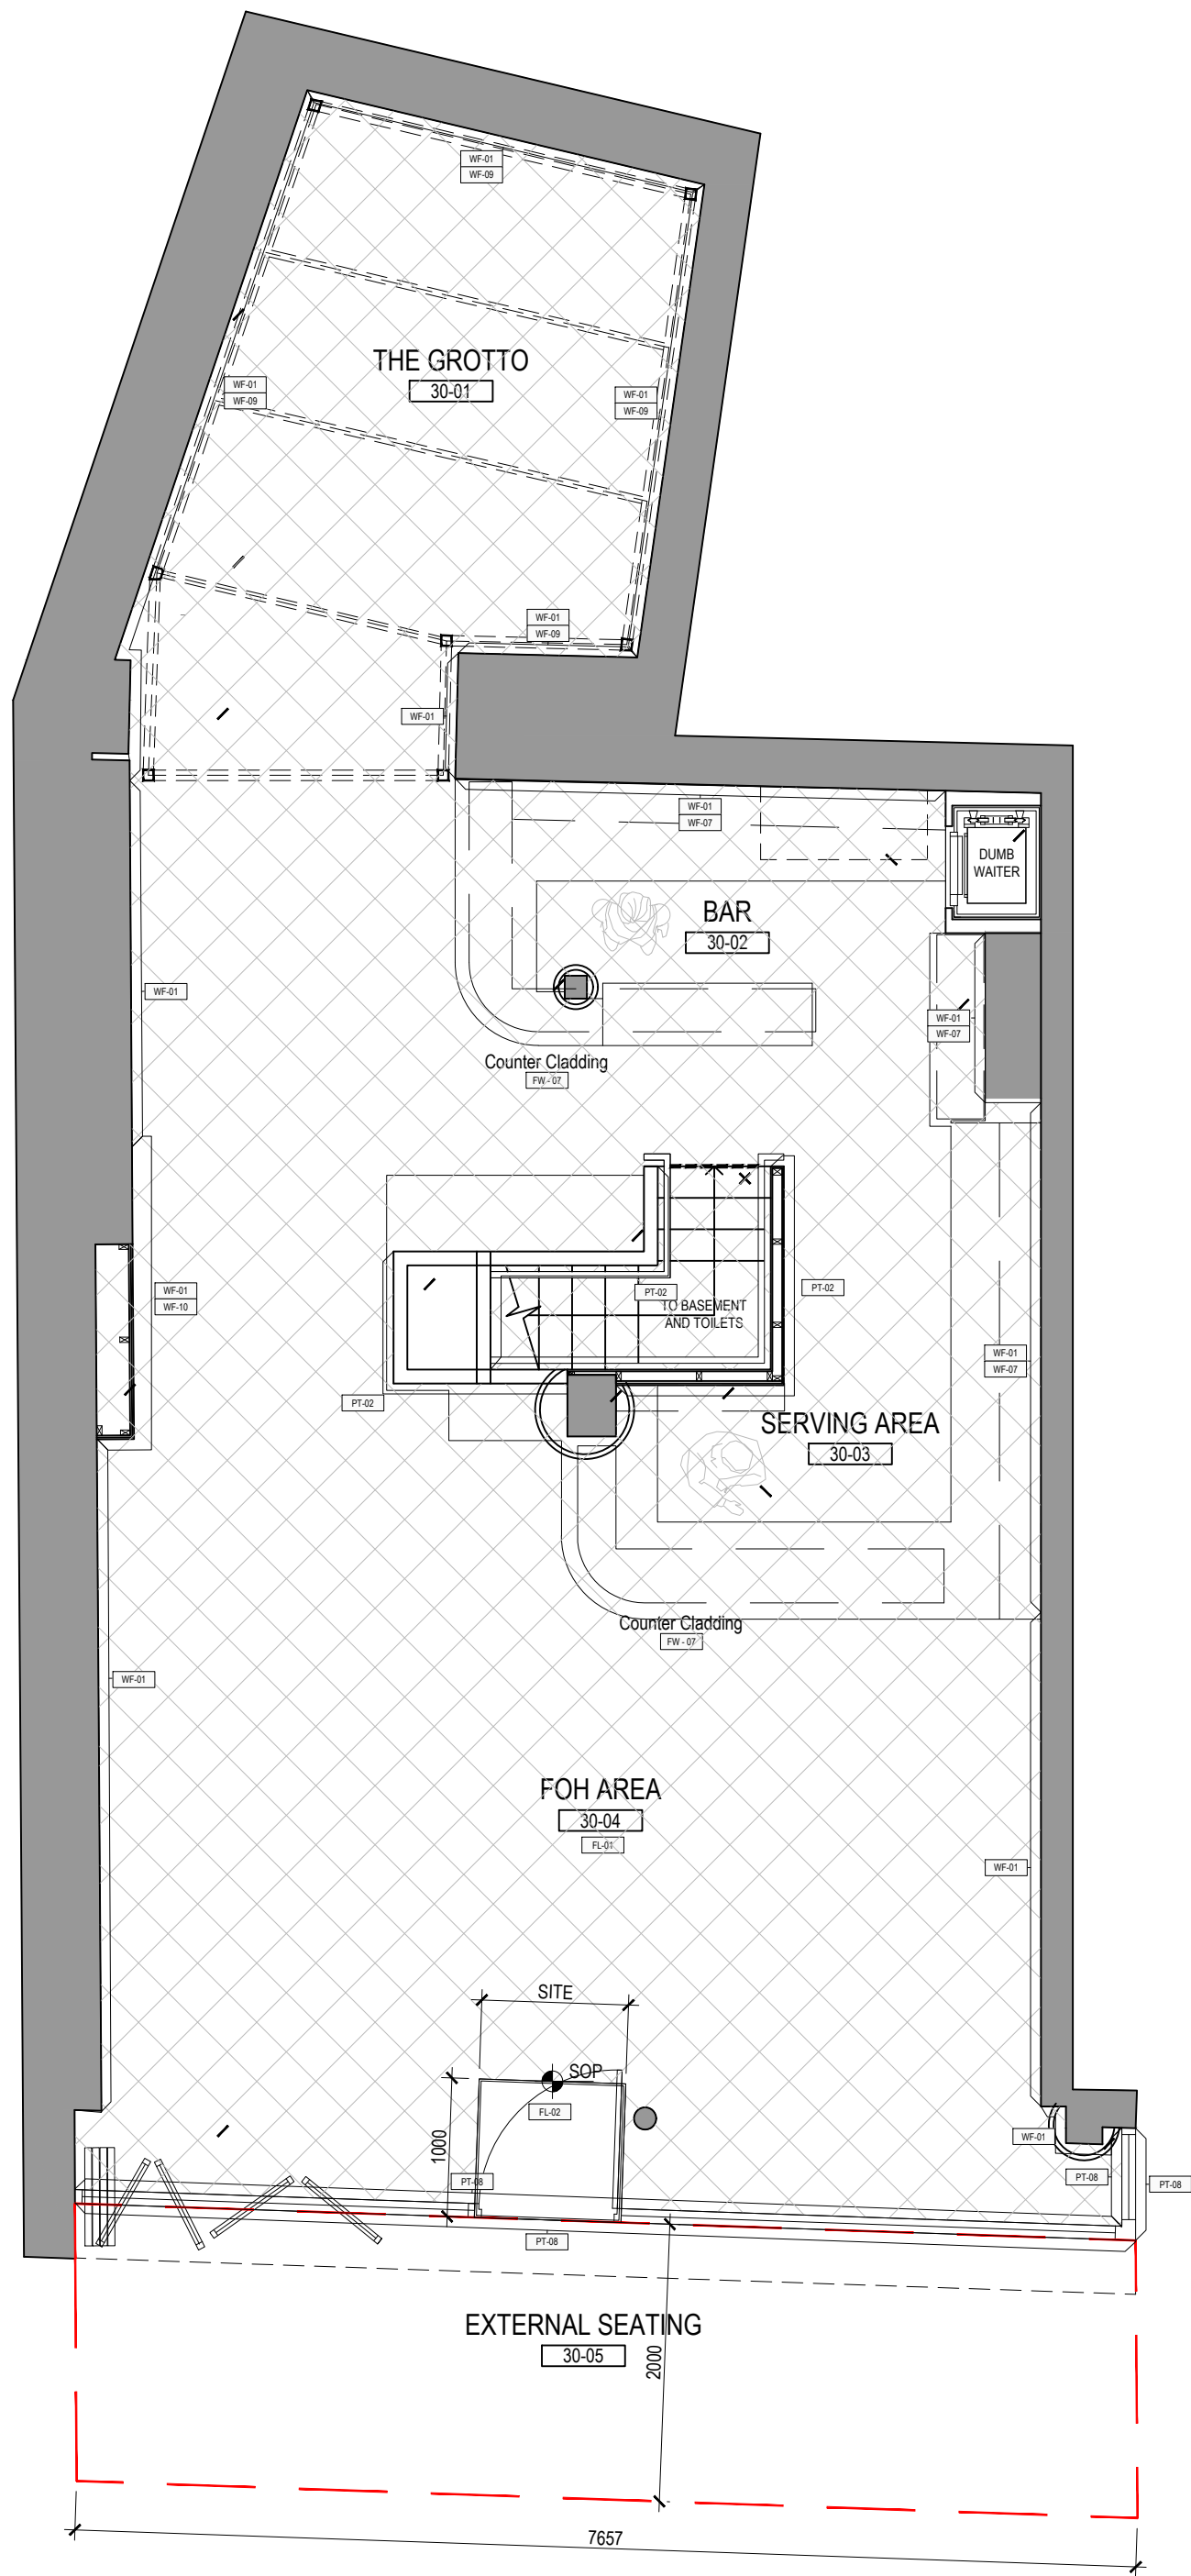 WF-01
WF-09
THE GROTTO
30-01
WF-01
WF-09
WF-01
WF-09
WF-01
WF-09
WF-01
WF-01
WF-07
DUMB
WAITER
BAR
30-02
WF-01
WF-01
WF-07
Counter Cladding
FW - 07
WF-01
WF-10
PT-02
PT-02
TO BASEMENT
AND TOILETS
WF-01
WF-07
PT-02
SERVING AREA
30-03
Counter Cladding
FW - 07
WF-01
FOH AREA
30-04
FL-01
WF-01
SITE
SOP
FL-02
1000
WF-01
PT-08
PT-08
PT-08
PT-08
EXTERNAL SEATING
30-05
2000
7657